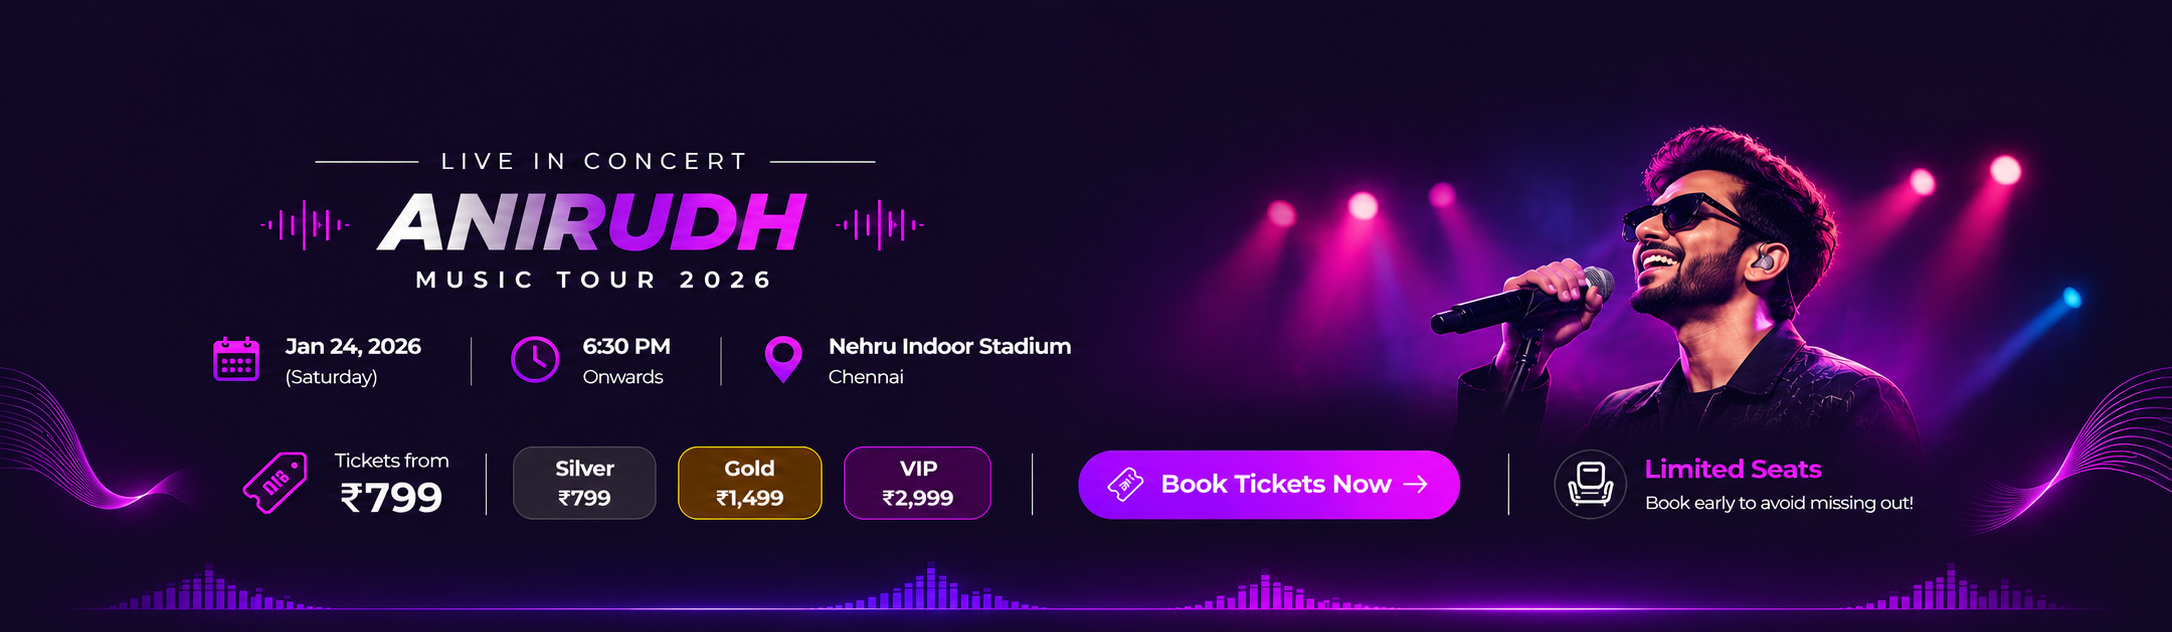 LIVE IN CONCERT
ANIRUDH
MUSIC TOUR 2026
Jan 24, 2026
(Saturday)
6:30 PM
Onwards
Nehru Indoor Stadium
Chennai
Tickets from
₹799
Silver
₹799
Gold
₹1,499
VIP
₹2,999
Book Tickets Now →
Limited Seats
Book early to avoid missing out!